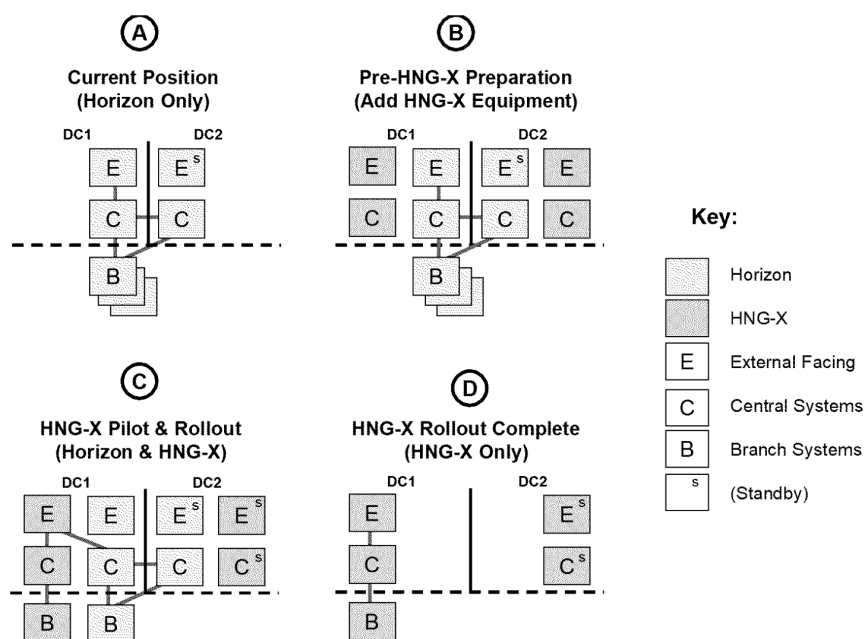 A
Current Position
(Horizon Only)
DC1 DC2
E E s
C C
B
B
Pre-HNG-X Preparation
(Add HNG-X Equipment)
DC1 DC2
E E E s E
C C C C
B
C
HNG-X Pilot & Rollout
(Horizon & HNG-X)
DC1 DC2
E E E s E s
C C C C s
B B
D
HNG-X Rollout Complete
(HNG-X Only)
DC1 DC2
E E s
C C s
B
Key:
Horizon
HNG-X
E External Facing
C Central Systems
B Branch Systems
s (Standby)